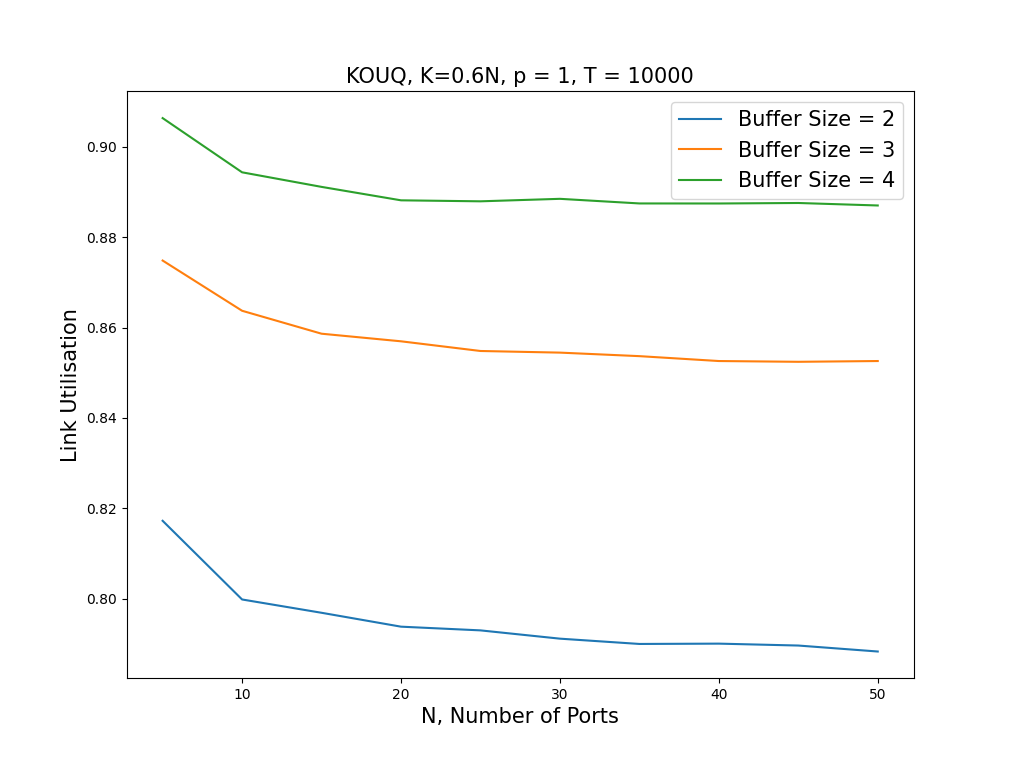 KOUQ, K=0.6N, p = 1, T = 10000
Buffer Size = 2
Buffer Size = 3
Buffer Size = 4
Link Utilisation
0.90
0.88
0.86
0.84
0.82
0.80
10 20 30 40 50
N, Number of Ports